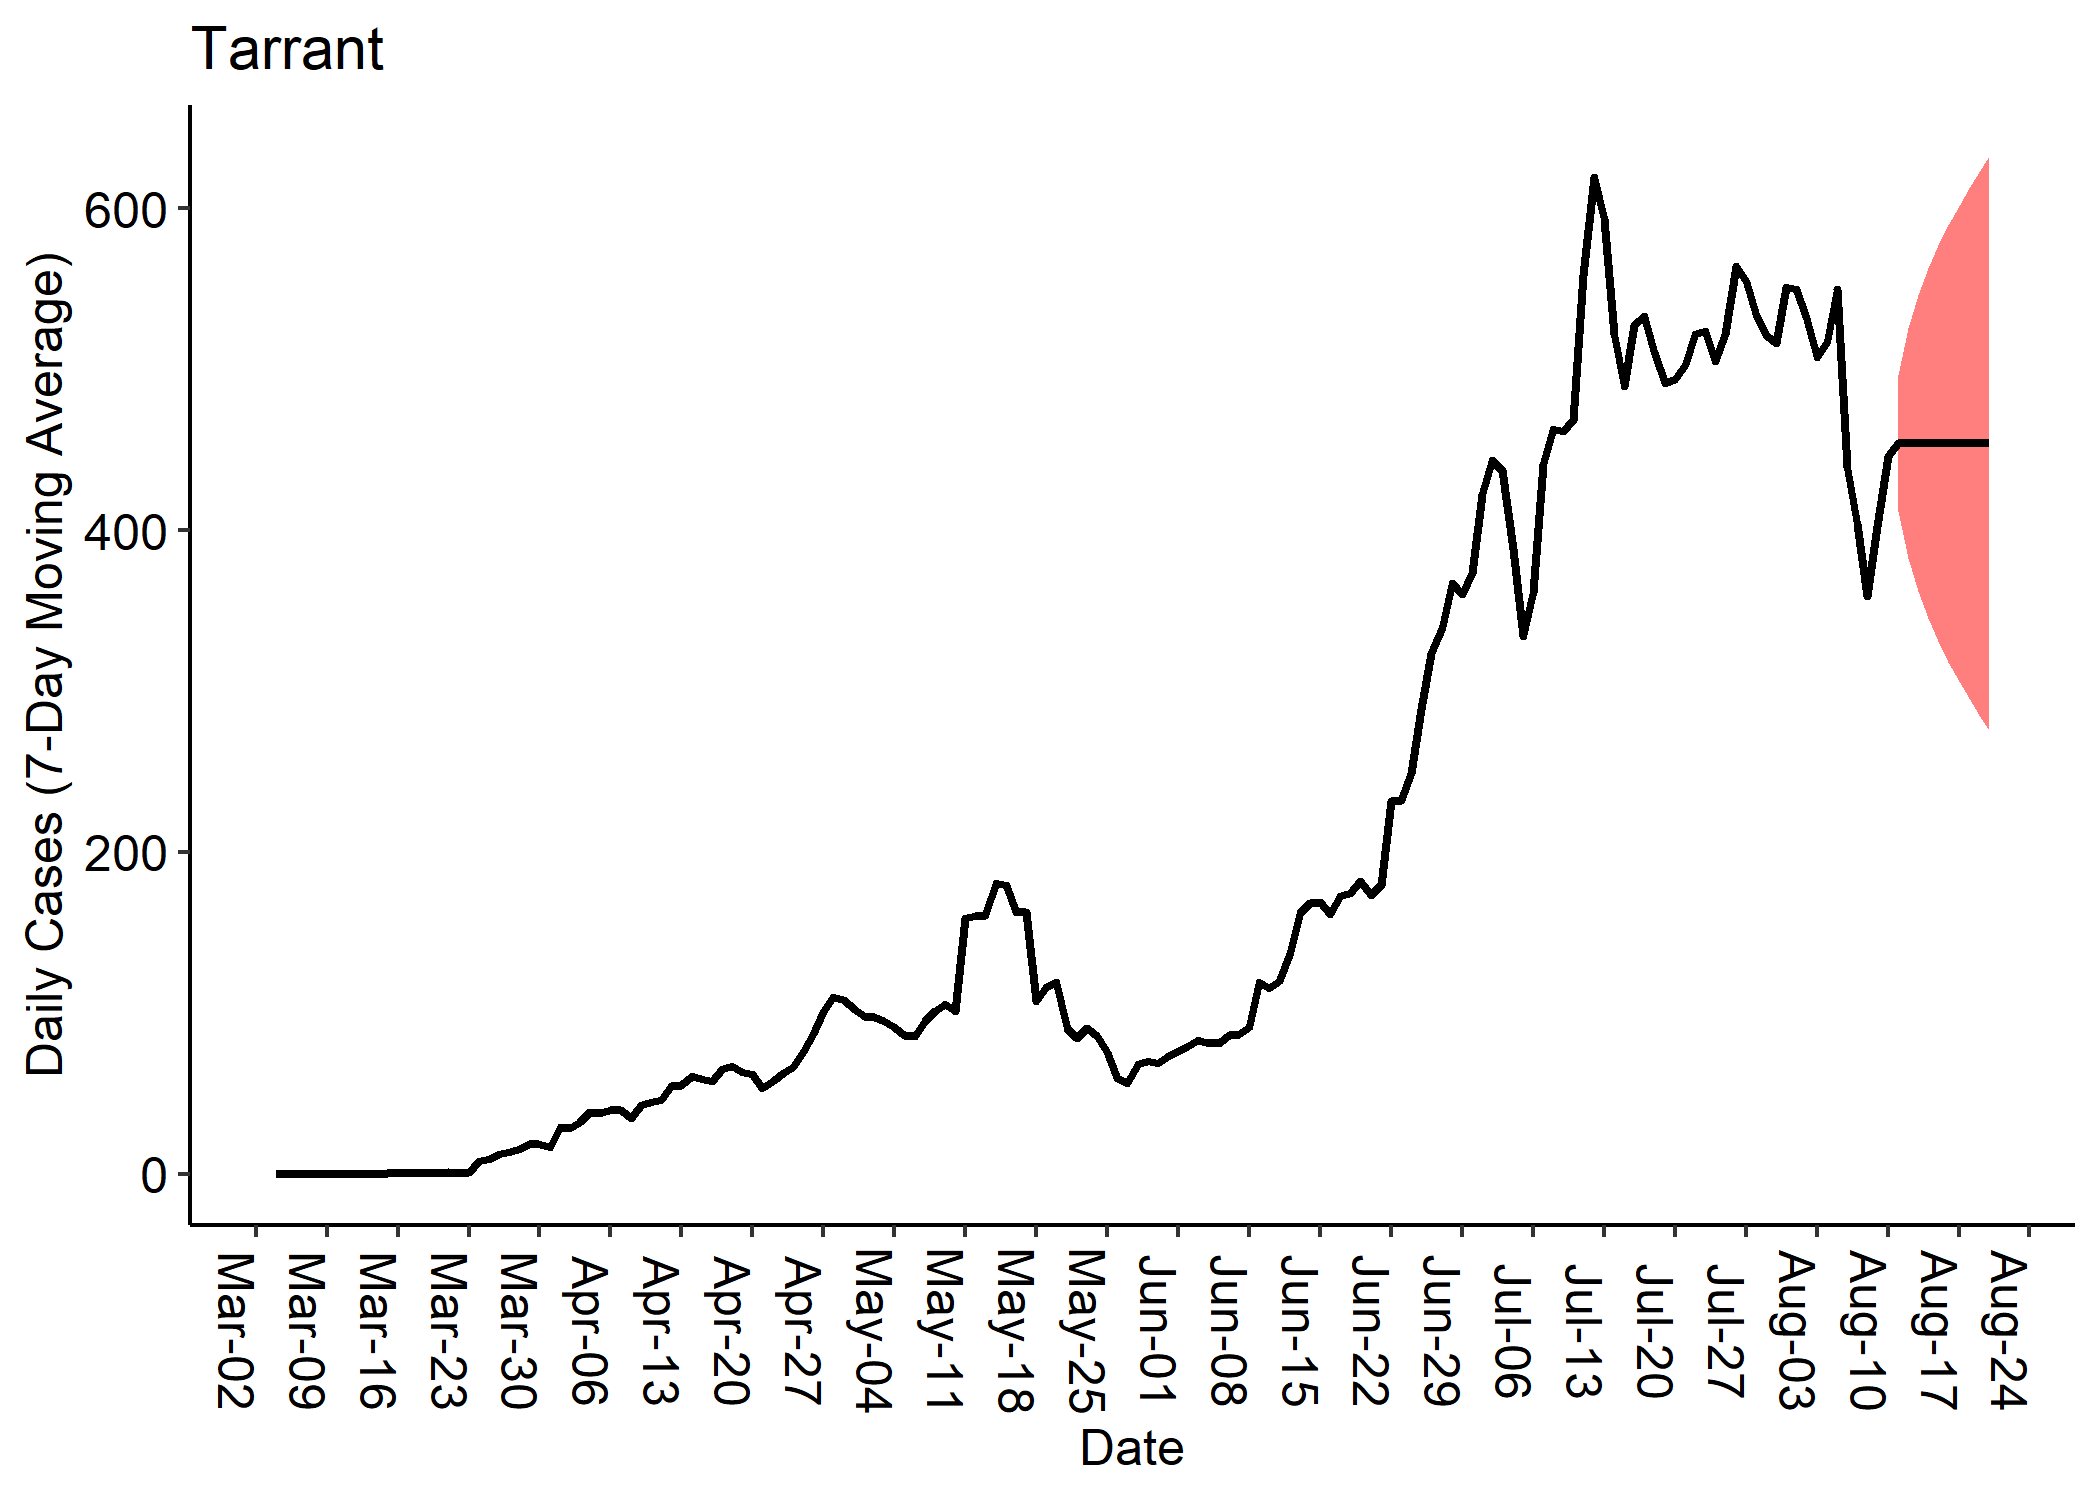 Tarrant
Daily Cases (7-Day Moving Average)
600
400
200
0
Mar-02
Mar-09
Mar-16
Mar-23
Mar-30
Apr-06
Apr-13
Apr-20
Apr-27
May-04
May-11
May-18
May-25
Jun-01
Jun-08
Jun-15
Jun-22
Jun-29
Jul-06
Jul-13
Jul-20
Jul-27
Aug-03
Aug-10
Aug-17
Aug-24
Date